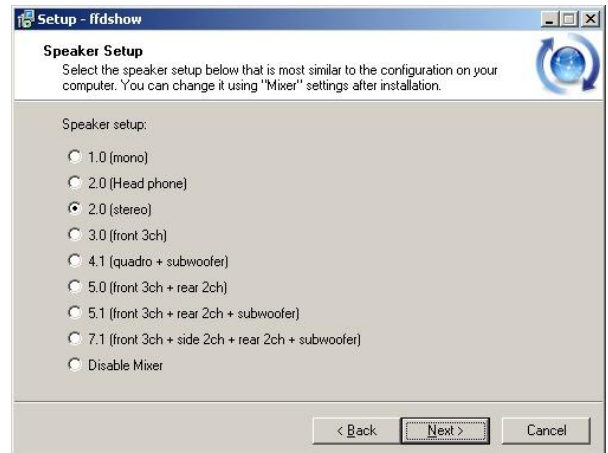 Setup - ffdshow
Speaker Setup
Select the speaker setup below that is most similar to the configuration on your
computer. You can change it using "Mixer" settings after installation.
Speaker setup:
1.0 (mono)
2.0 (Head phone)
2.0 (stereo)
3.0 (front 3ch)
4.1 (quadro + subwoofer)
5.0 (front 3ch + rear 2ch)
5.1 (front 3ch + rear 2ch + subwoofer)
7.1 (front 3ch + side 2ch + rear 2ch + subwoofer)
Disable Mixer
< Back Next > Cancel